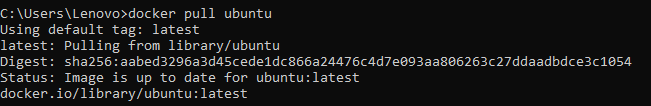 C:\Users\Lenovo>docker pull ubuntu
Using default tag: latest
latest: Pulling from library/ubuntu
Digest: sha256:aabed3296a3d45cede1dc866a24476c4d7e093aa806263c27ddaadbdce3c1054
Status: Image is up to date for ubuntu:latest
docker.io/library/ubuntu:latest